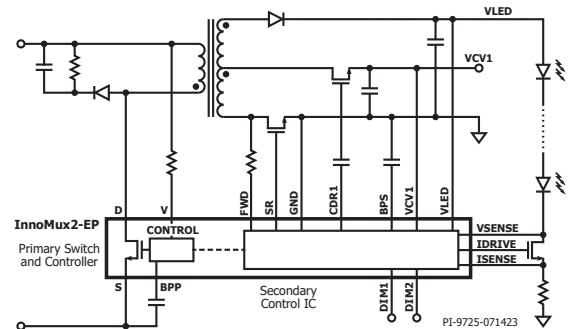 VLED
VCV1
D
V
FWD
SR
GND
CDR1
BPS
VCV1
VLED
InnoMux2-EP
Primary Switch
and Controller
CONTROL
VSENSE
IDRIVE
ISENSE
S
BPP
Secondary
Control IC
DIM1
DIM2
PI-9725-071423